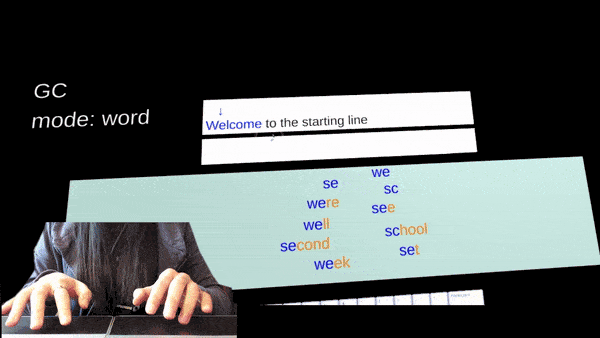 GC
mode: word
↓
Welcome to the starting line
we
se
sc
were
see
well
school
second
set
week